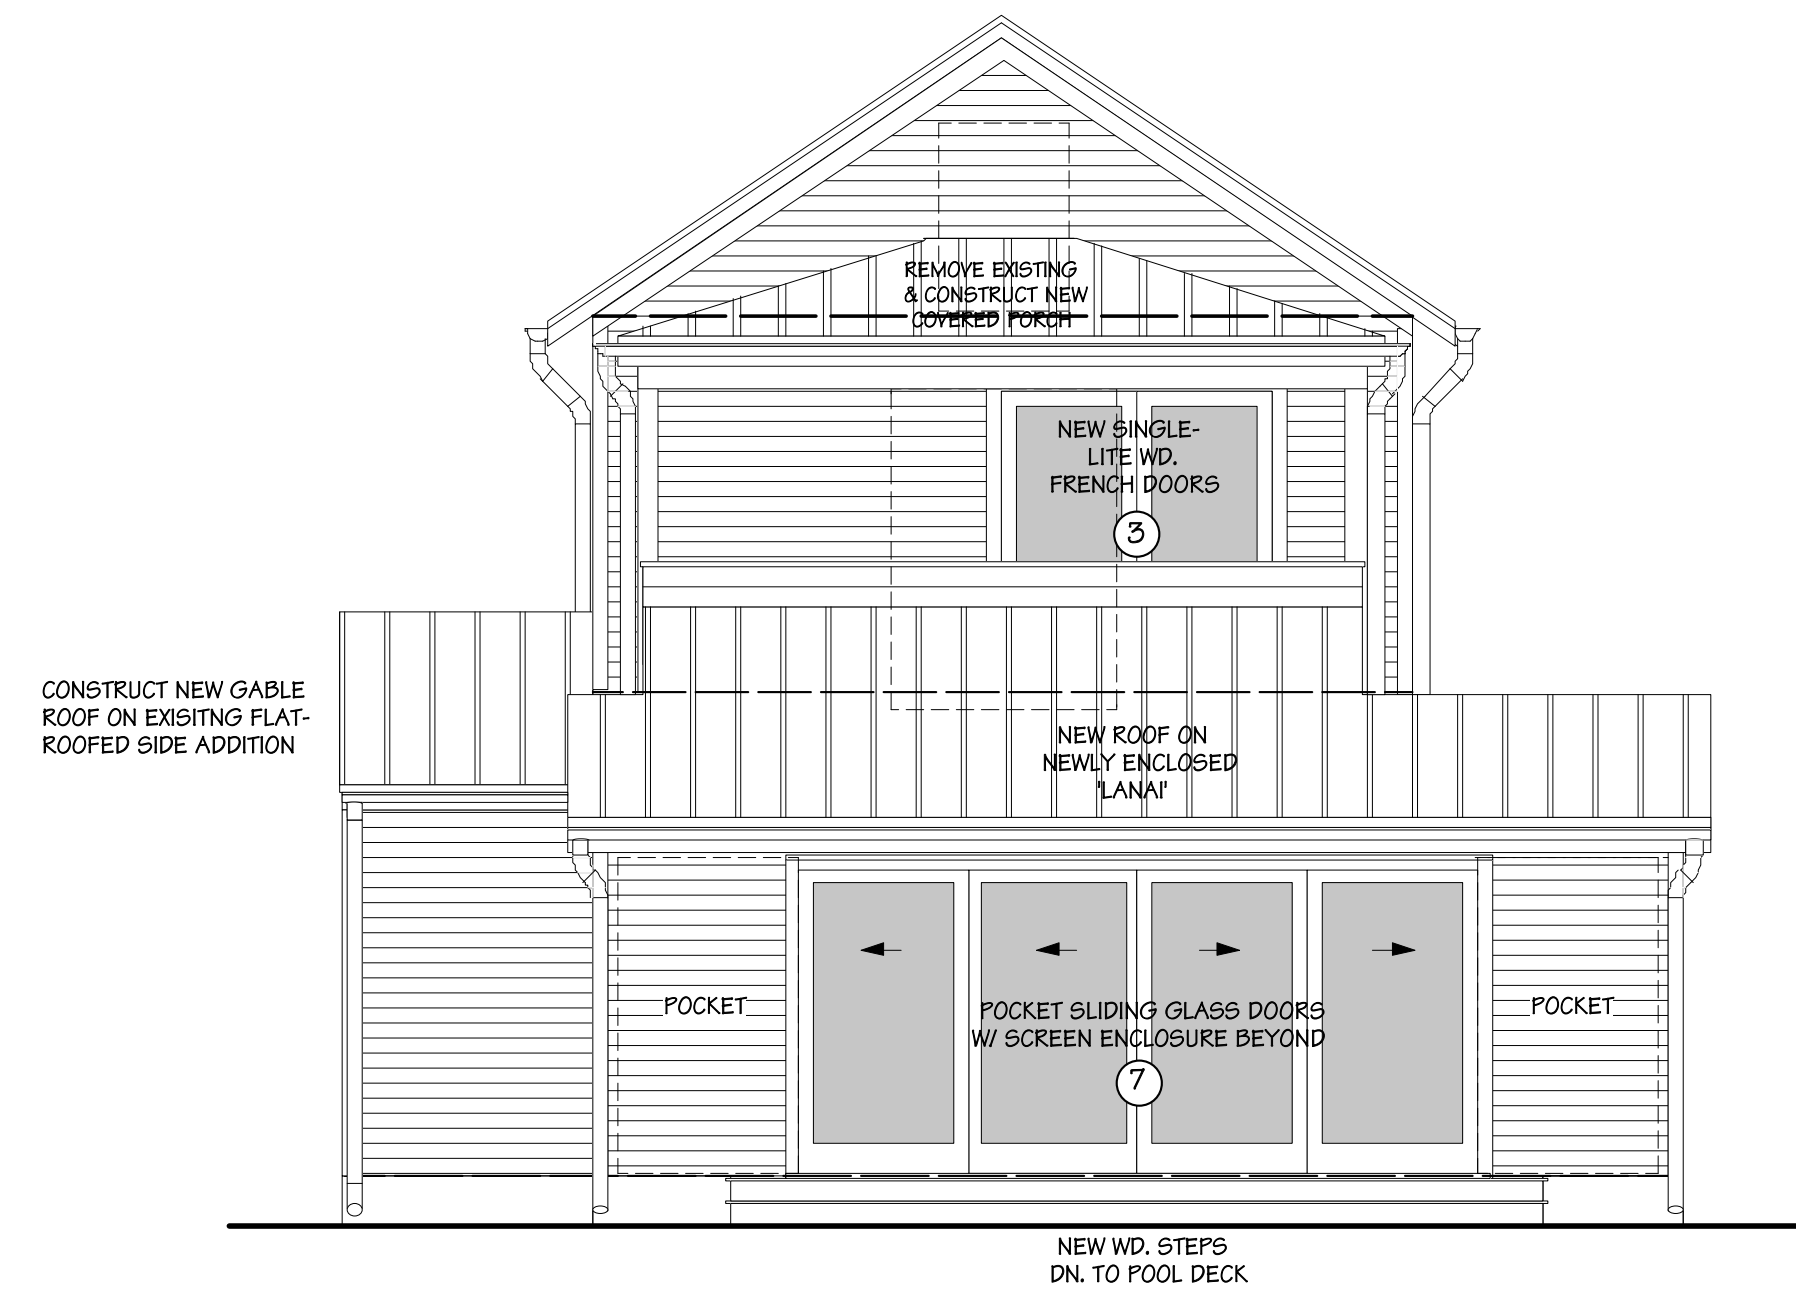 REMOVE EXISTING
& CONSTRUCT NEW
COVERED PORCH
NEW SINGLE-
LITE WD.
FRENCH DOORS
3
CONSTRUCT NEW GABLE
ROOF ON EXISITNG FLAT-
ROOFED SIDE ADDITION
NEW ROOF ON
NEWLY ENCLOSED
'LANAI'
POCKET
POCKET SLIDING GLASS DOORS
W/ SCREEN ENCLOSURE BEYOND
7
POCKET
NEW WD. STEPS
DN. TO POOL DECK